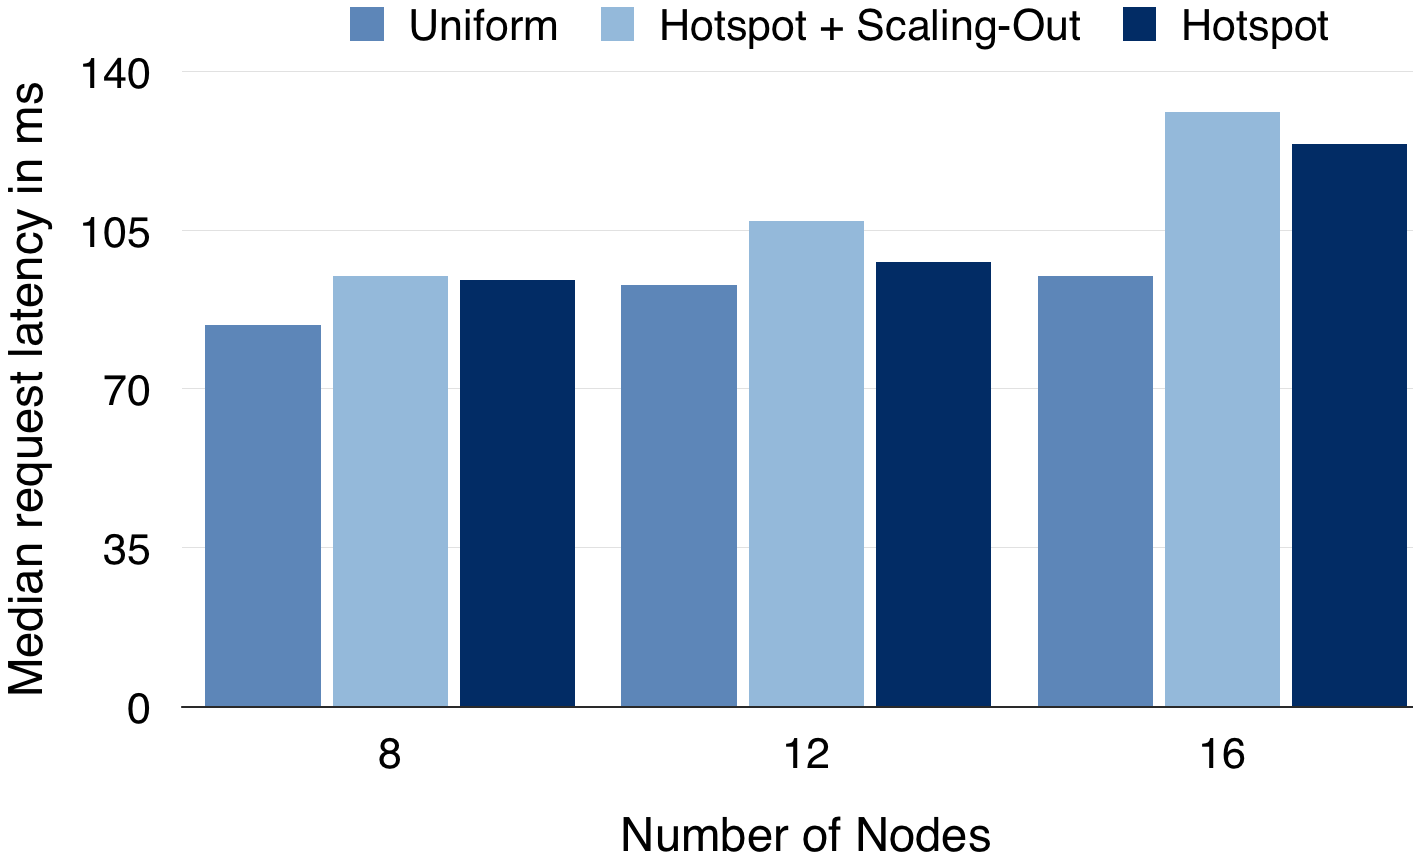 Uniform
Hotspot + Scaling-Out
Hotspot
Median request latency in ms
140
105
70
35
0
8
12
16
Number of Nodes